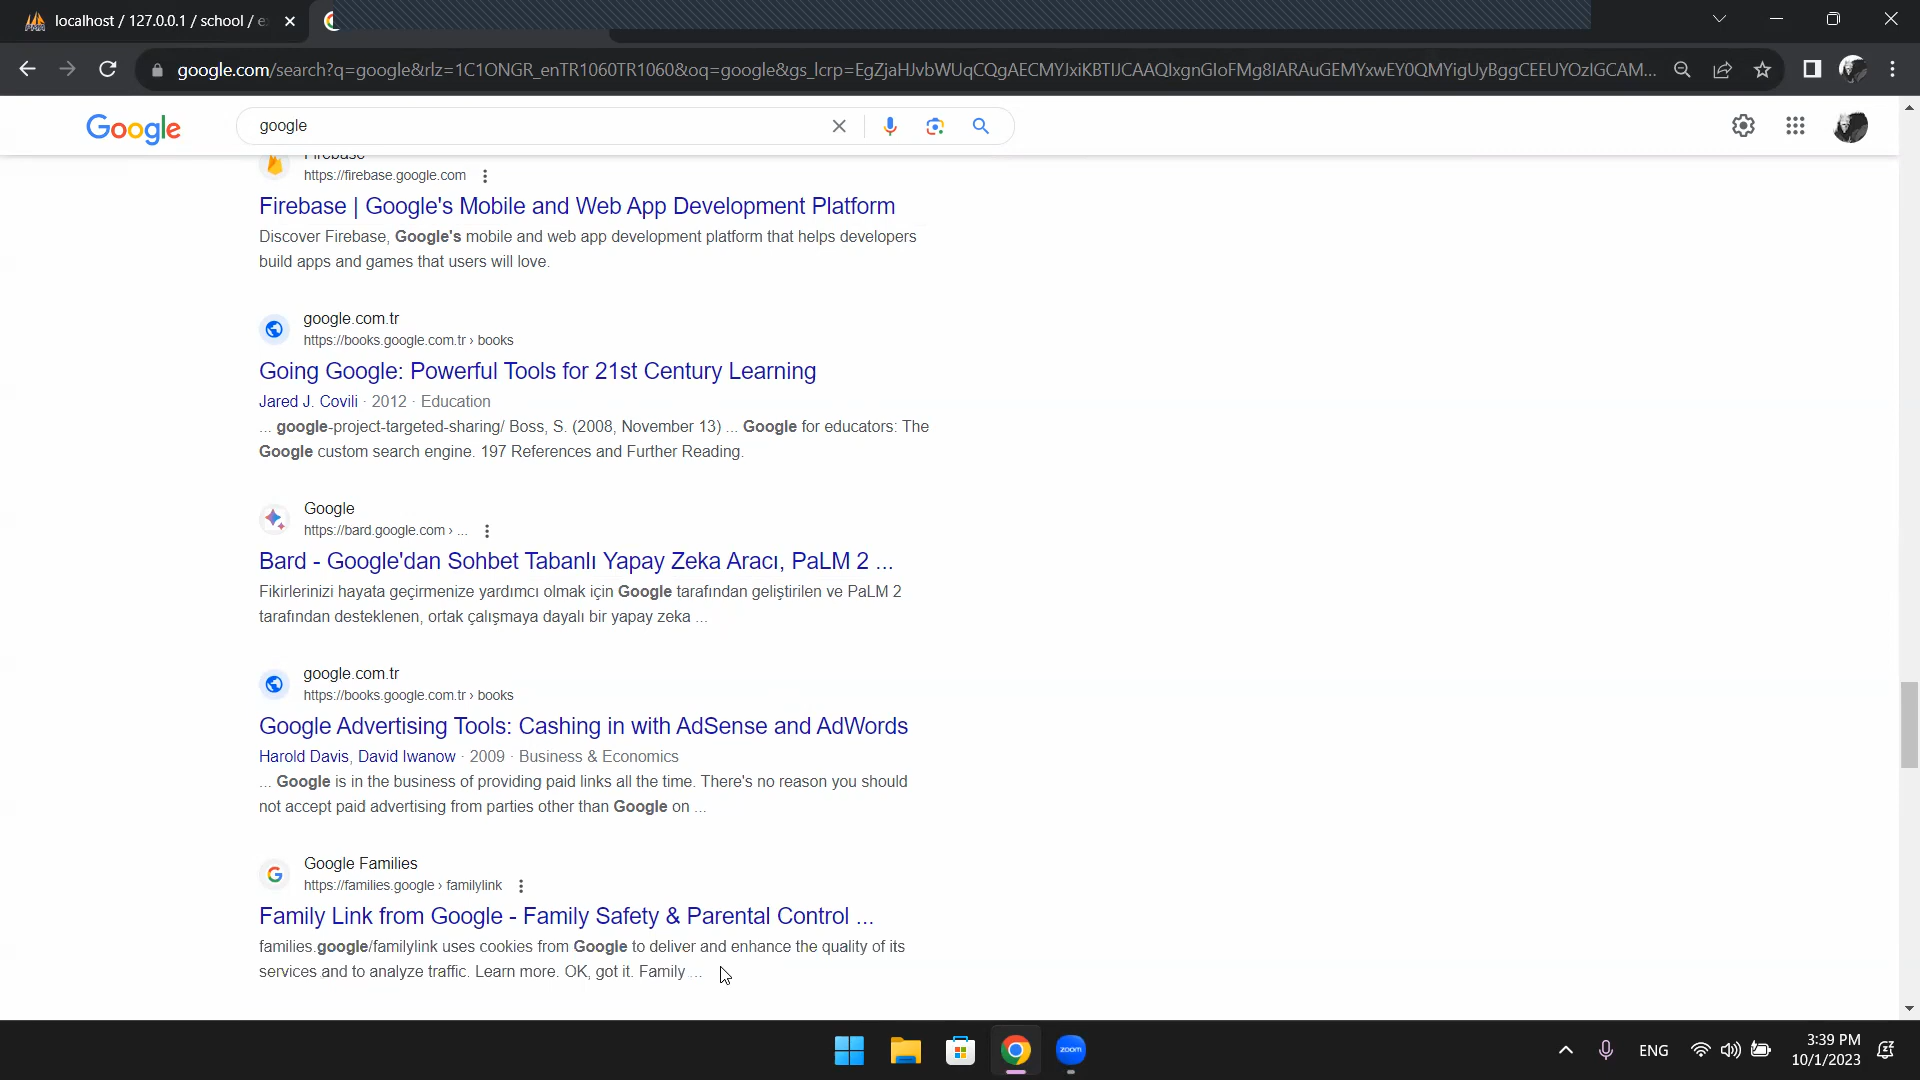 localhost / 127.0.0.1 / school / e
google.com/search?q=google&rlz=1C1ONGR_enTR1060TR1060&oq=google&gs_lcrp=EgZjaHJvbWUqCQgAECMYJxiKBTIJCAAQIxgnGIoFMg8IARAuGEMYxwEY0QMYigUyBggCEEUYOzIGCAM...
Google
google
Firebase
https://firebase.google.com
Firebase | Google's Mobile and Web App Development Platform
Discover Firebase, Google's mobile and web app development platform that helps developers
build apps and games that users will love.
google.com.tr
https://books.google.com.tr › books
Going Google: Powerful Tools for 21st Century Learning
Jared J. Covili · 2012 · Education
... google-project-targeted-sharing/ Boss, S. (2008, November 13) ... Google for educators: The
Google custom search engine. 197 References and Further Reading.
Google
https://bard.google.com › ...
Bard - Google'dan Sohbet Tabanlı Yapay Zeka Aracı, PaLM 2 ...
Fikirlerinizi hayata geçirmenize yardımcı olmak için Google tarafından geliştirilen ve PaLM 2
tarafından desteklenen, ortak çalışmaya dayalı bir yapay zeka ...
google.com.tr
https://books.google.com.tr › books
Google Advertising Tools: Cashing in with AdSense and AdWords
Harold Davis, David Iwanow · 2009 · Business & Economics
... Google is in the business of providing paid links all the time. There's no reason you should
not accept paid advertising from parties other than Google on ...
Google Families
https://families.google › familylink
Family Link from Google - Family Safety & Parental Control ...
families.google/familylink uses cookies from Google to deliver and enhance the quality of its
services and to analyze traffic. Learn more. OK, got it. Family ...
zoom
ENG
3:39 PM
10/1/2023